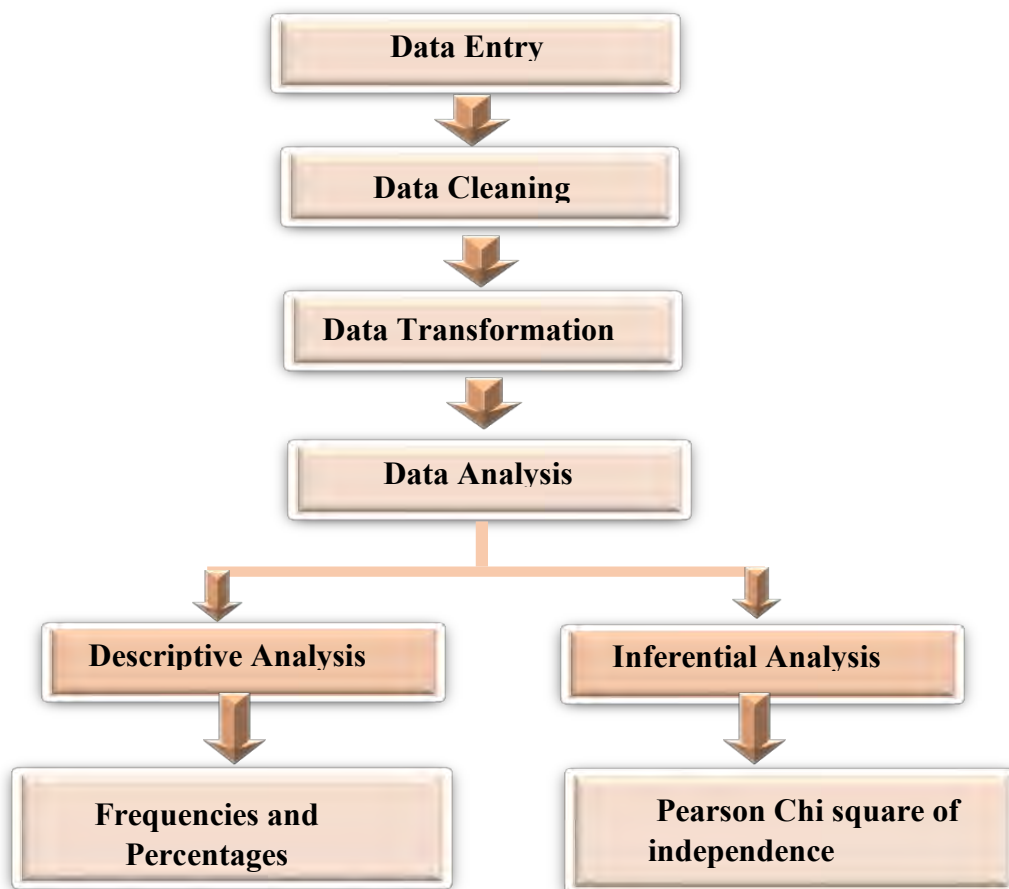 Data Entry
Data Cleaning
Data Transformation
Data Analysis
Descriptive Analysis
Inferential Analysis
Frequencies and
Percentages
Pearson Chi square of
independence